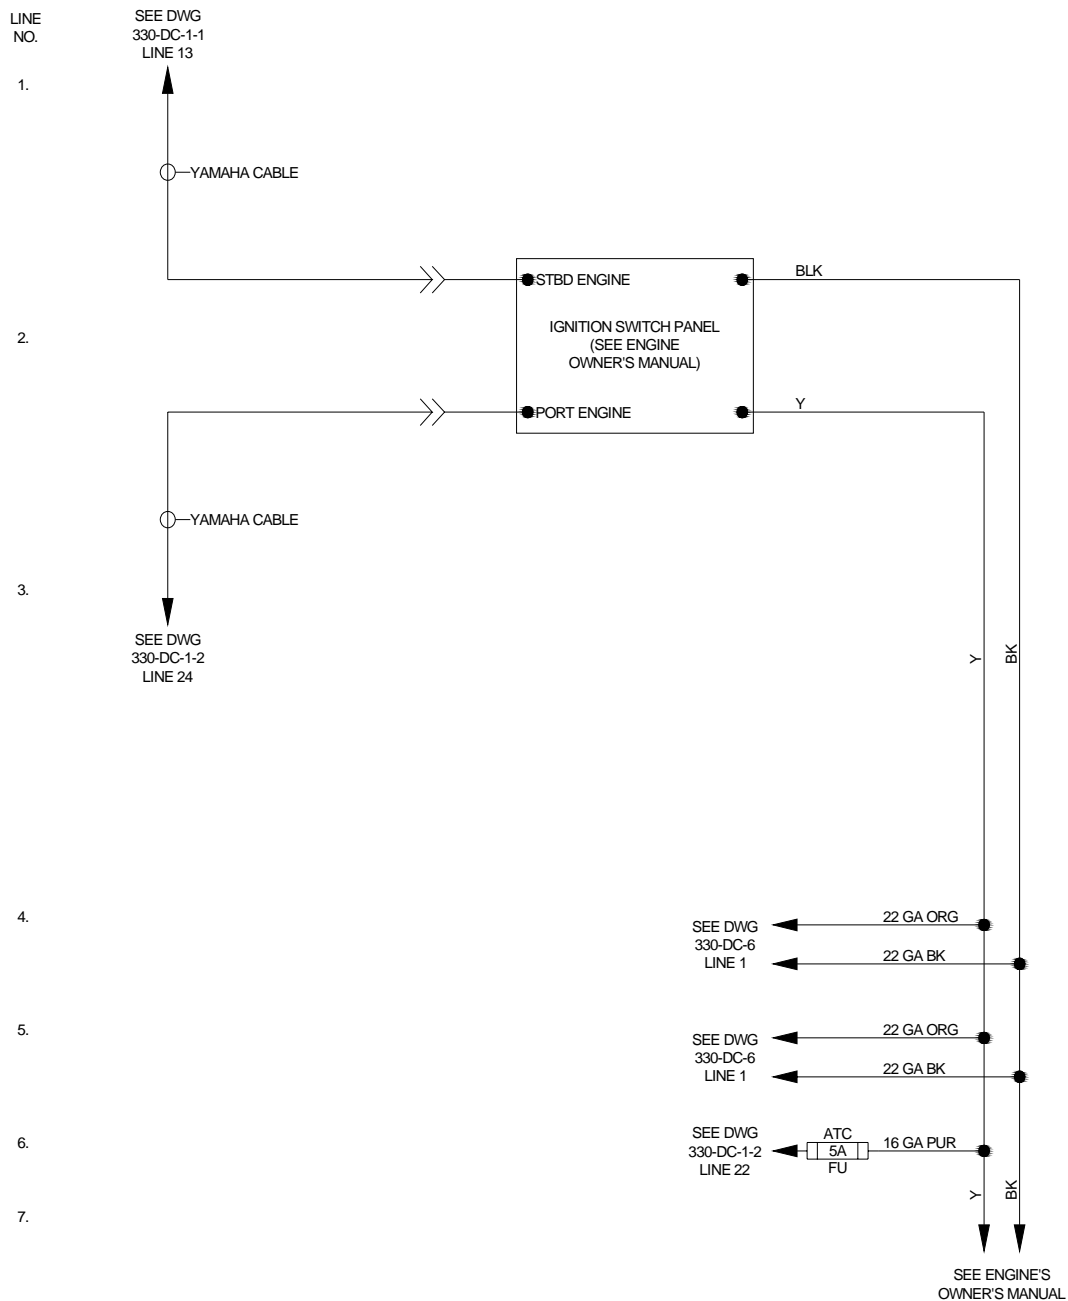 LINE
NO.
SEE DWG
330-DC-1-1
LINE 13
1.
YAMAHA CABLE
STBD ENGINE
BLK
2.
IGNITION SWITCH PANEL
(SEE ENGINE
OWNER'S MANUAL)
PORT ENGINE
Y
YAMAHA CABLE
3.
SEE DWG
330-DC-1-2
LINE 24
Y
BK
4.
SEE DWG
330-DC-6
LINE 1
22 GA ORG
22 GA BK
5.
SEE DWG
330-DC-6
LINE 1
22 GA ORG
22 GA BK
6.
SEE DWG
330-DC-1-2
LINE 22
ATC
5A
FU
16 GA PUR
Y
BK
7.
SEE ENGINE'S
OWNER'S MANUAL